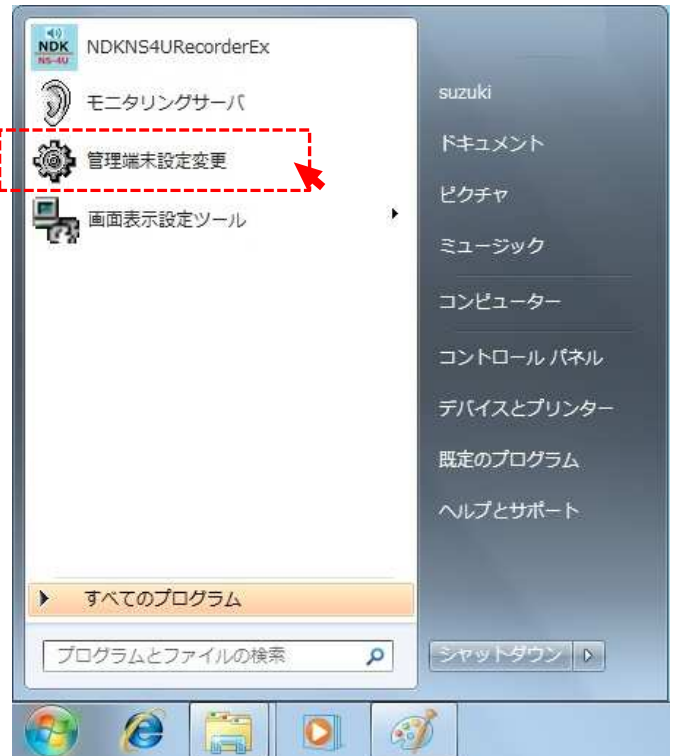 NDK
NS-4U
NDKNS4URecorderEx
モニタリングサーバ
管理端末設定変更
画面表示設定ツール
すべてのプログラム
プログラムとファイルの検索
suzuki
ドキュメント
ピクチャ
ミュージック
コンピューター
コントロール パネル
デバイスとプリンター
既定のプログラム
ヘルプとサポート
シャットダウン